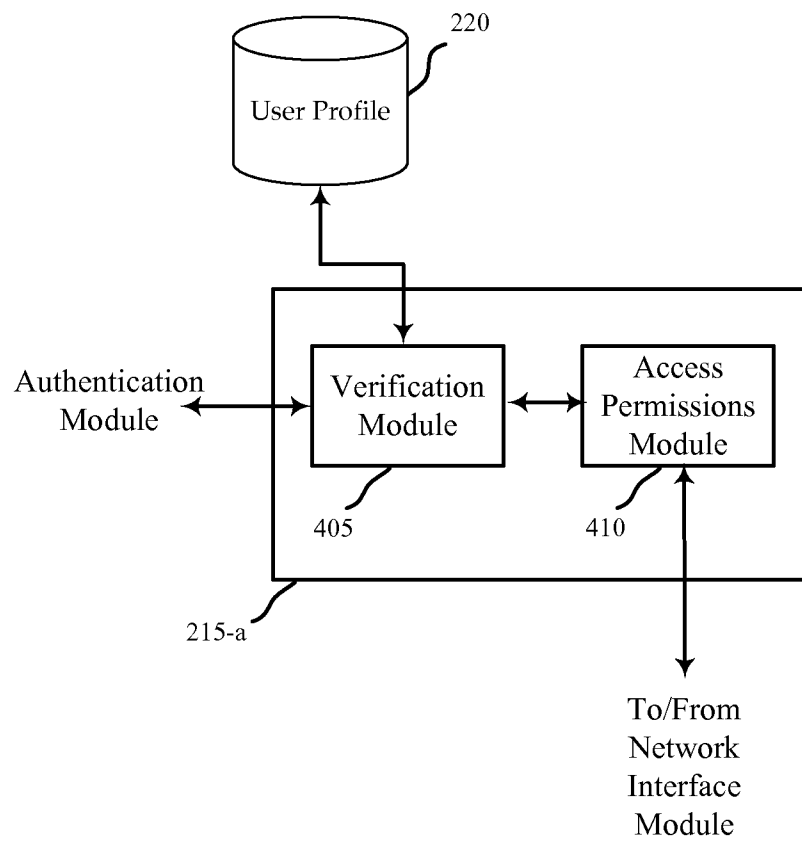 220
User Profile
Authentication
Module
Verification
Module
Access
Permissions
Module
405
410
215-a
To/From
Network
Interface
Module